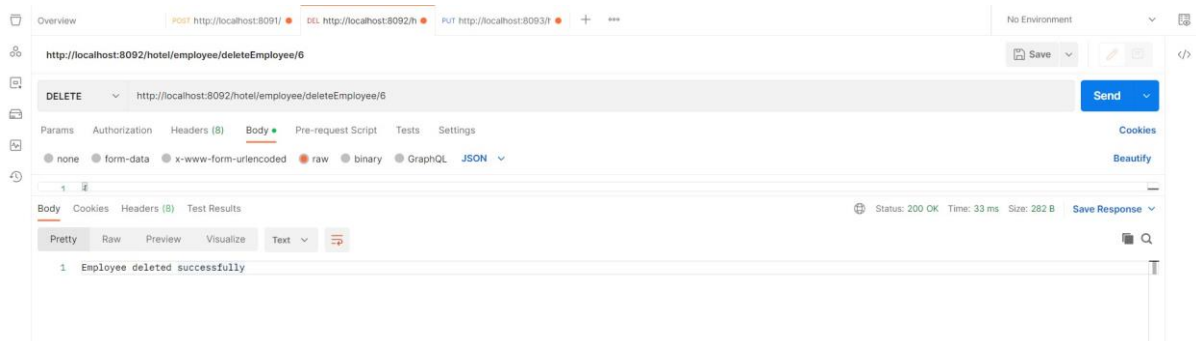 Overview POST http://localhost:8091/ DEL http://localhost:8092/h PUT http://localhost:8093/h + ••• No Environment
http://localhost:8092/hotel/employee/deleteEmployee/6 Save
DELETE http://localhost:8092/hotel/employee/deleteEmployee/6 Send
Params Authorization Headers (8) Body Pre-request Script Tests Settings Cookies
none form-data x-www-form-urlencoded raw binary GraphQL JSON Beautify
1 {
Body Cookies Headers (8) Test Results Status: 200 OK Time: 33 ms Size: 282 B Save Response
Pretty Raw Preview Visualize Text
1 Employee deleted successfully